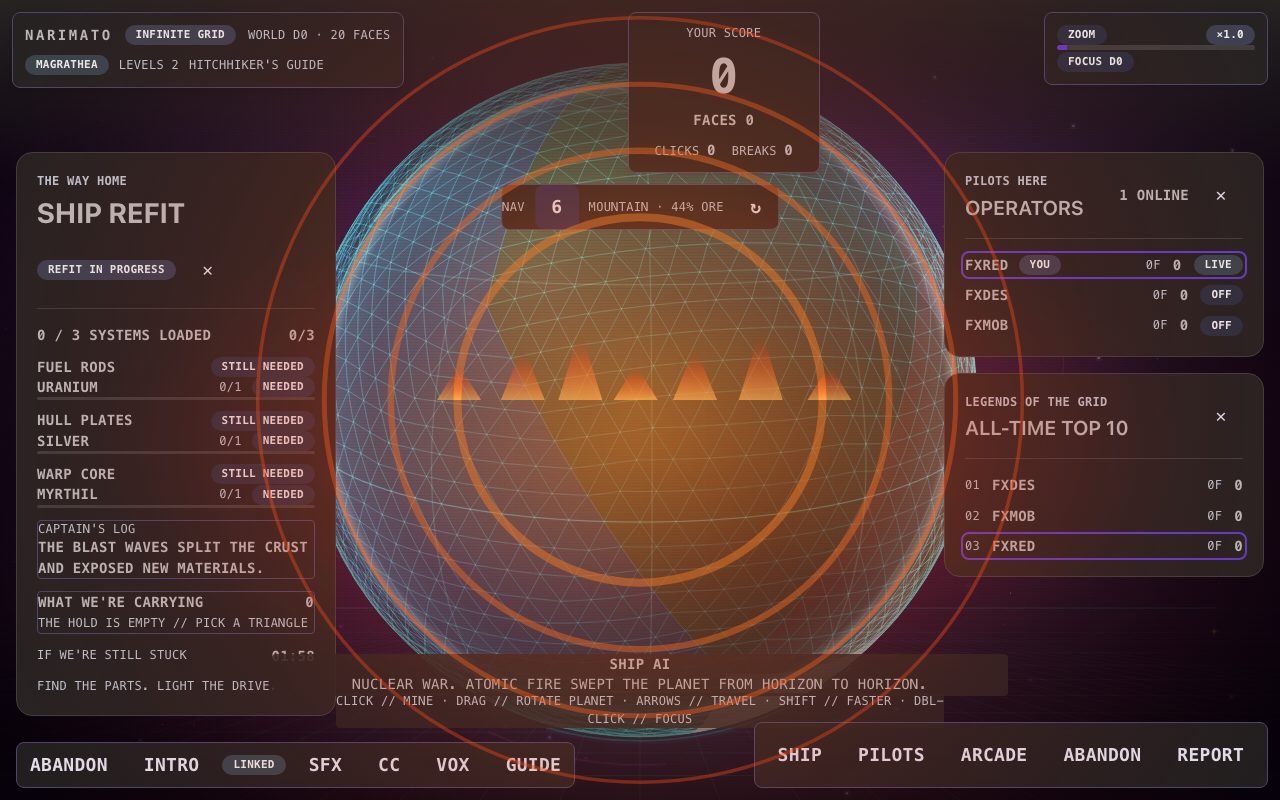 NARIMATO INFINITE GRID WORLD D0 · 20 FACES
MAGRATHEA LEVELS 2 HITCHHIKER'S GUIDE
YOUR SCORE
0
FACES 0
CLICKS 0 BREAKS 0
ZOOM ×1.0
FOCUS D0
NAV 6 MOUNTAIN · 44% ORE ↻
THE WAY HOME
SHIP REFIT
REFIT IN PROGRESS ×
0 / 3 SYSTEMS LOADED 0/3
FUEL RODS STILL NEEDED
URANIUM 0/1 NEEDED
HULL PLATES STILL NEEDED
SILVER 0/1 NEEDED
WARP CORE STILL NEEDED
MYRTHIL 0/1 NEEDED
CAPTAIN'S LOG
THE BLAST WAVES SPLIT THE CRUST
AND EXPOSED NEW MATERIALS.
WHAT WE'RE CARRYING 0
THE HOLD IS EMPTY // PICK A TRIANGLE
IF WE'RE STILL STUCK 01:58
FIND THE PARTS. LIGHT THE DRIVE.
PILOTS HERE
OPERATORS 1 ONLINE ×
FXRED YOU 0F 0 LIVE
FXDES 0F 0 OFF
FXMOB 0F 0 OFF
LEGENDS OF THE GRID
ALL-TIME TOP 10 ×
01 FXDES 0F 0
02 FXMOB 0F 0
03 FXRED 0F 0
SHIP AI
NUCLEAR WAR. ATOMIC FIRE SWEPT THE PLANET FROM HORIZON TO HORIZON.
CLICK // MINE · DRAG // ROTATE PLANET · ARROWS // TRAVEL · SHIFT // FASTER · DBL-
CLICK // FOCUS
ABANDON INTRO LINKED SFX CC VOX GUIDE
SHIP PILOTS ARCADE ABANDON REPORT